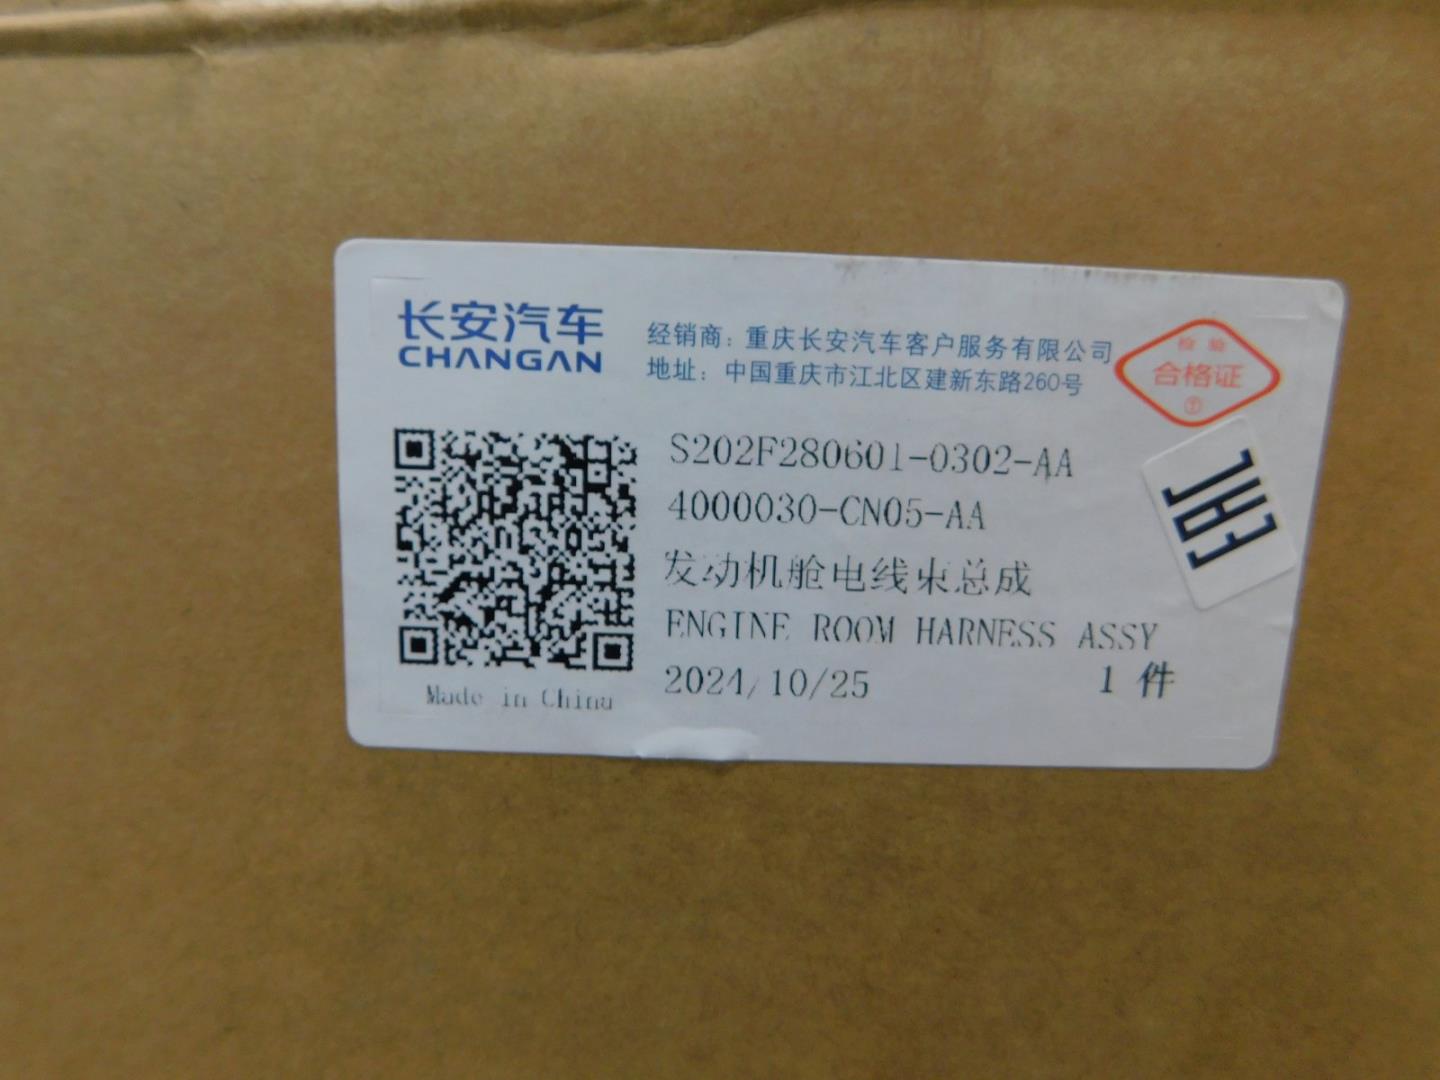 长安汽车
CHANGAN
经销商：重庆长安汽车客户服务有限公司
地址：中国重庆市江北区建新东路260号
检验
合格证
S202F280601-0302-AA
4000030-CN05-AA
发动机舱电线束总成
ENGINE ROOM HARNESS ASSY
2024/10/25 1 件
Made in China
EAC